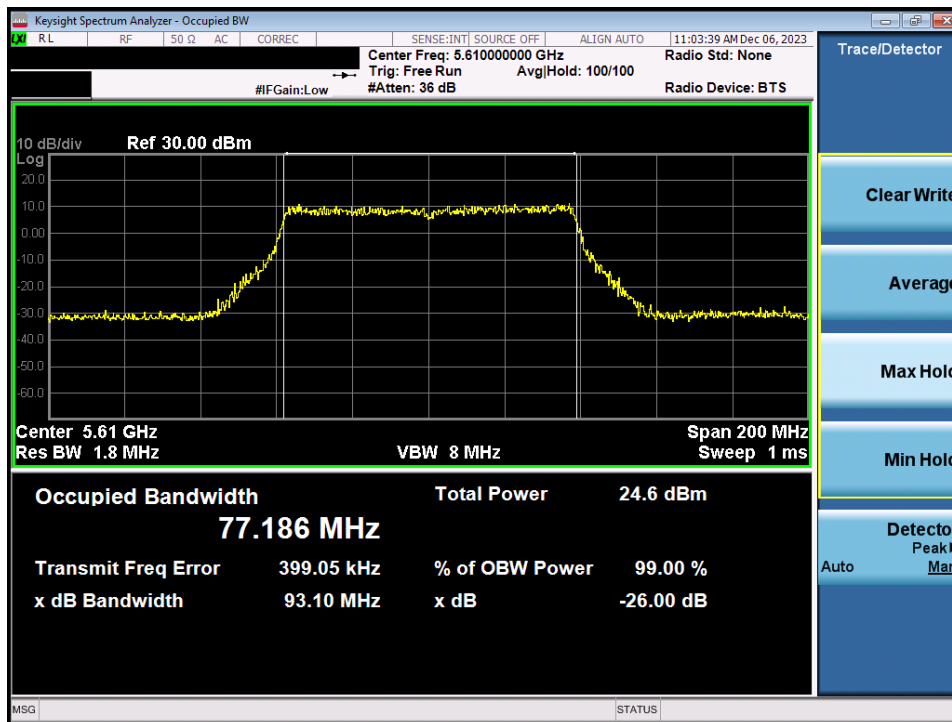 Keysight Spectrum Analyzer - Occupied BW
LXI RL RF 50 Ω AC CORREC SENSE:INT SOURCE OFF ALIGN AUTO 11:03:39 AM Dec 06, 2023
Center Freq: 5.610000000 GHz Radio Std: None
Trig: Free Run Avg|Hold: 100/100
#IFGain:Low #Atten: 36 dB Radio Device: BTS
Trace/Detector
10 dB/div Ref 30.00 dBm
Log
20.0
10.0
0.00
-10.0
-20.0
-30.0
-40.0
-50.0
-60.0
Center 5.61 GHz Span 200 MHz
Res BW 1.8 MHz VBW 8 MHz Sweep 1 ms
Occupied Bandwidth Total Power 24.6 dBm
77.186 MHz
Transmit Freq Error 399.05 kHz % of OBW Power 99.00 %
x dB Bandwidth 93.10 MHz x dB -26.00 dB
Clear Write
Average
Max Hold
Min Hold
Detecto
Peak
Auto Man
MSG STATUS